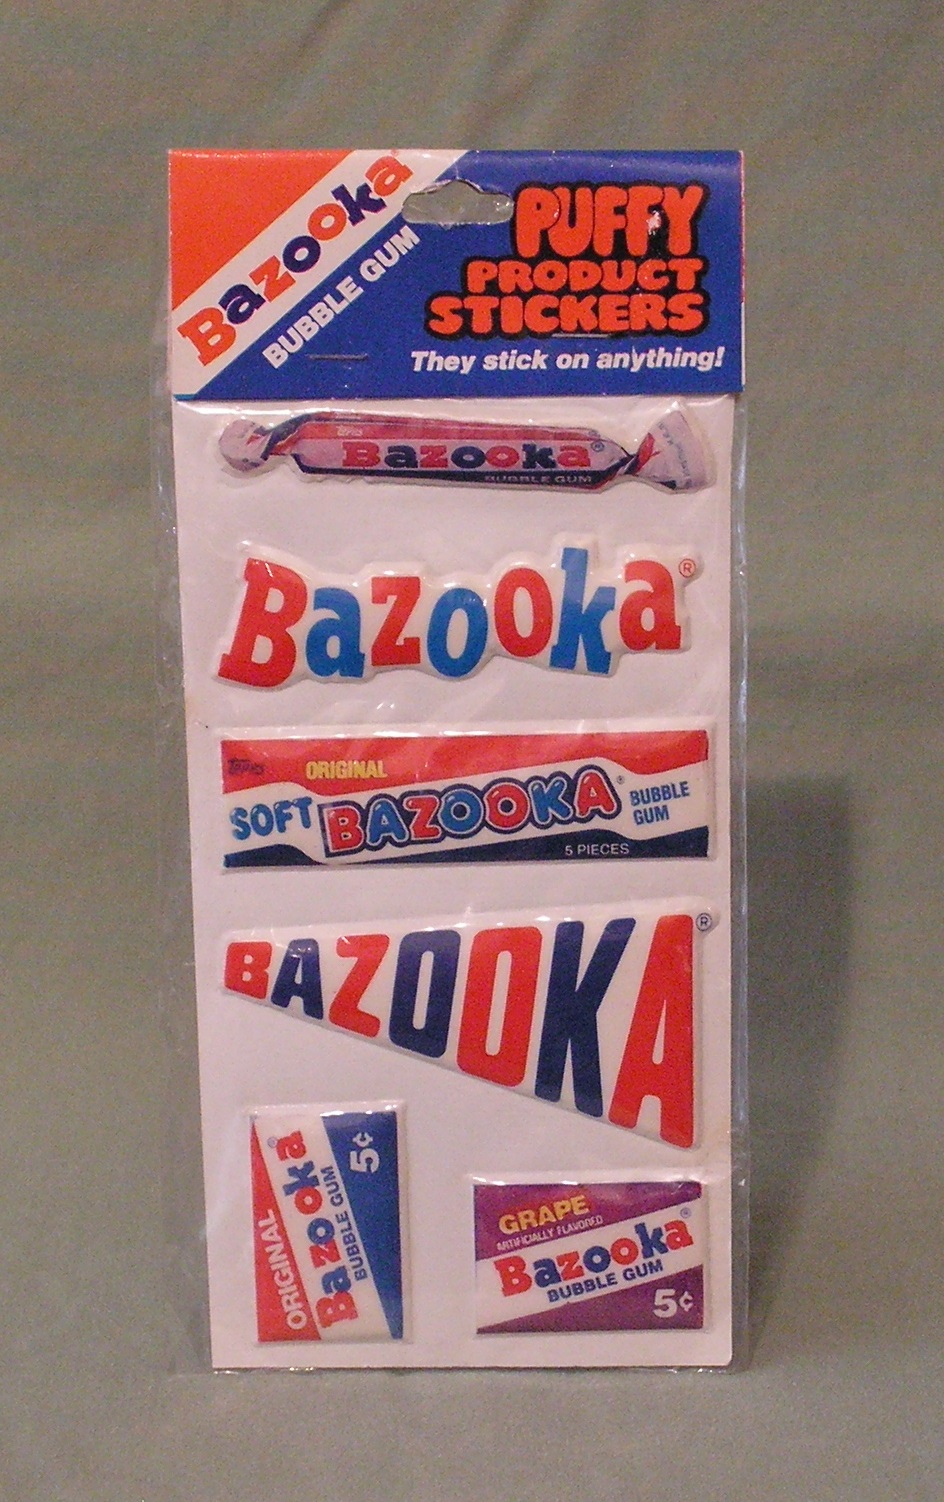 Bazooka®
BUBBLE GUM
PUFFY
PRODUCT
STICKERS
They stick on anything!
Topps
Bazooka®
BUBBLE GUM
Bazooka®
Topps
ORIGINAL
SOFT BAZOOKA® BUBBLE
GUM
5 PIECES
BAZOOKA®
ORIGINAL
Bazooka®
BUBBLE GUM
5¢
GRAPE
ARTIFICIALLY FLAVORED
Bazooka®
BUBBLE GUM
5¢